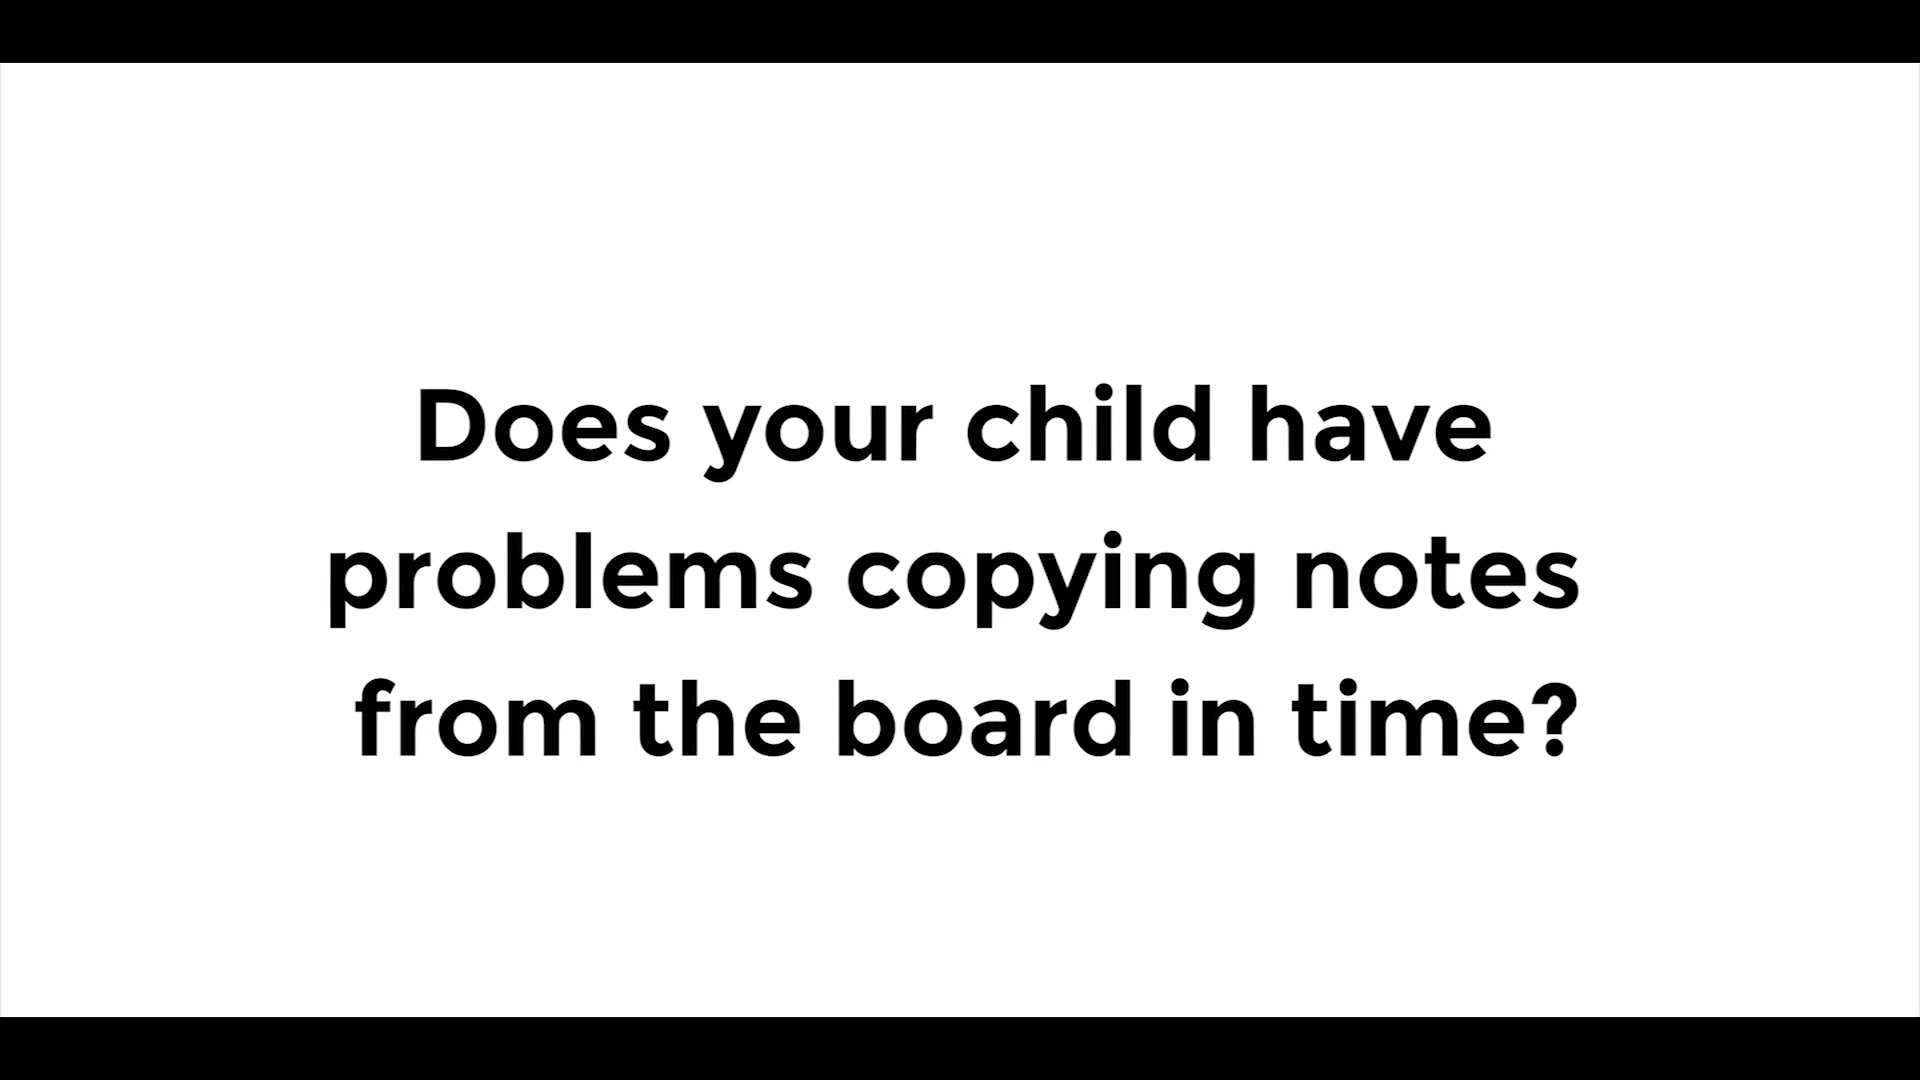 Does your child have
problems copying notes
from the board in time?